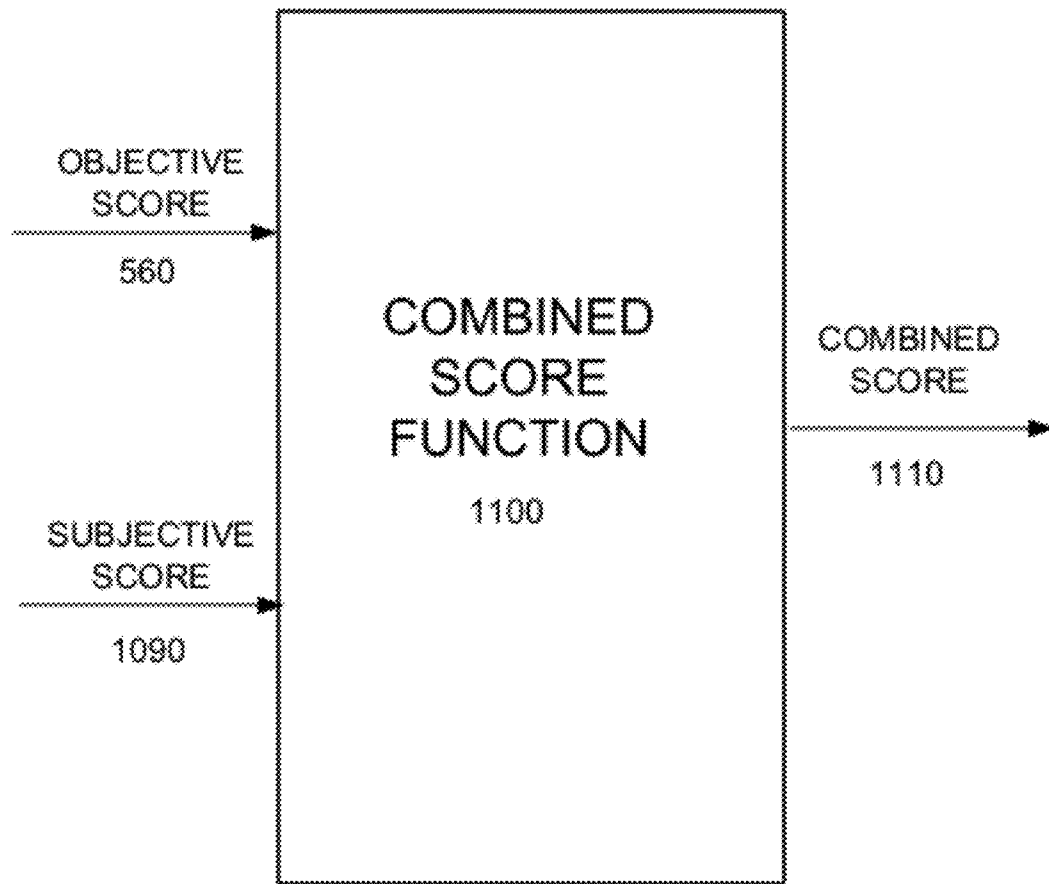 OBJECTIVE
SCORE
560
SUBJECTIVE
SCORE
1090
COMBINED
SCORE
FUNCTION
1100
COMBINED
SCORE
1110